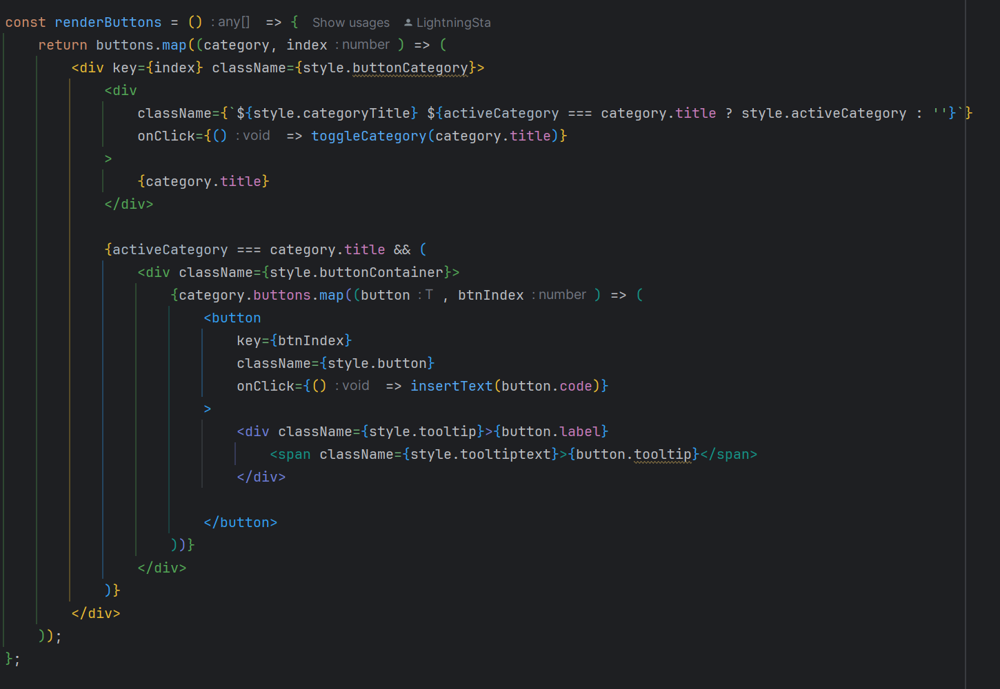 const renderButtons = () : any[] => { Show usages LightningSta
    return buttons.map((category, index : number ) => (
        <div key={index} className={style.buttonCategory}>
            <div
                className={`${style.categoryTitle} ${activeCategory === category.title ? style.activeCategory : ''}`}
                onClick={() : void => toggleCategory(category.title)}
            >
                {category.title}
            </div>

            {activeCategory === category.title && (
                <div className={style.buttonContainer}>
                    {category.buttons.map((button : T , btnIndex : number ) => (
                        <button
                            key={btnIndex}
                            className={style.button}
                            onClick={() : void => insertText(button.code)}
                        >
                            <div className={style.tooltip}>{button.label}
                                <span className={style.tooltiptext}>{button.tooltip}</span>
                            </div>

                        </button>
                    ))}
                </div>
            )}
        </div>
    ));
};